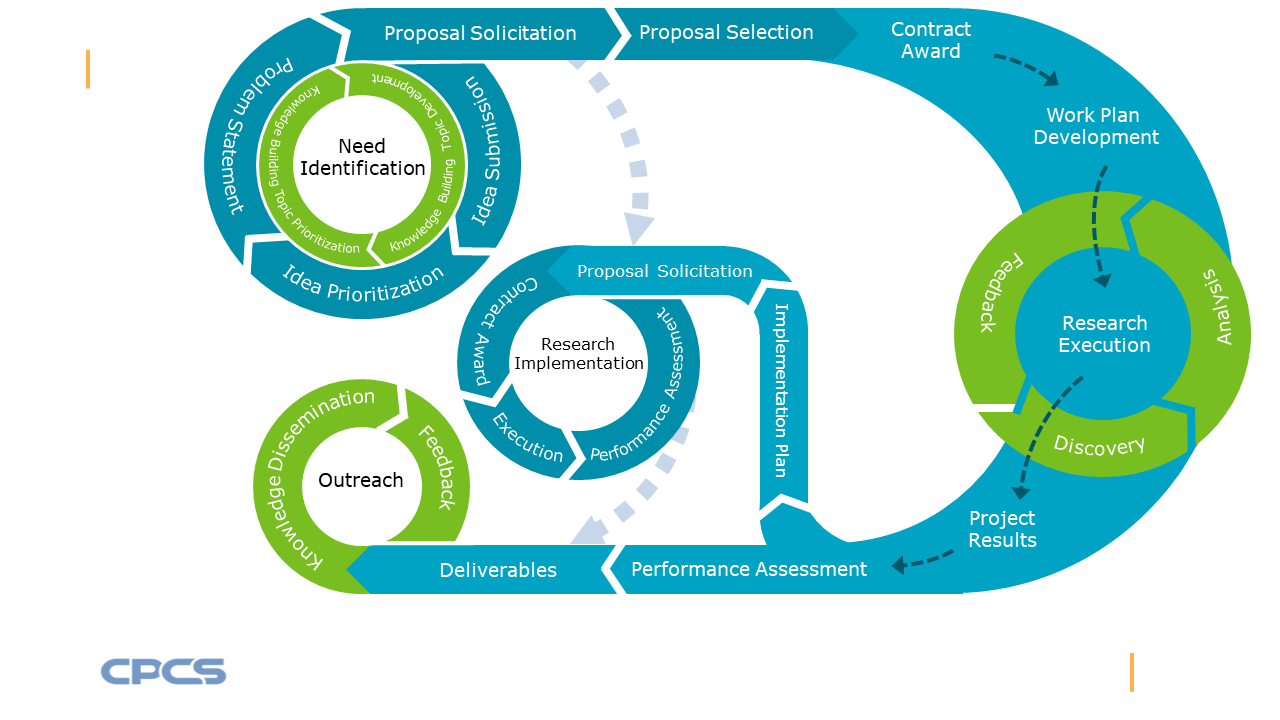 Proposal Solicitation
Proposal Selection
Contract
Award
Work Plan
Development
Problem Statement
Idea Submission
Idea Prioritization
Knowledge Building Topic Prioritization
Knowledge Building Topic Development
Need
Identification
Proposal Solicitation
Contract Award
Execution
Performance Assessment
Research
Implementation
Implementation Plan
Feedback
Analysis
Discovery
Research
Execution
Project
Results
Knowledge Dissemination
Feedback
Outreach
Deliverables
Performance Assessment
CPCS